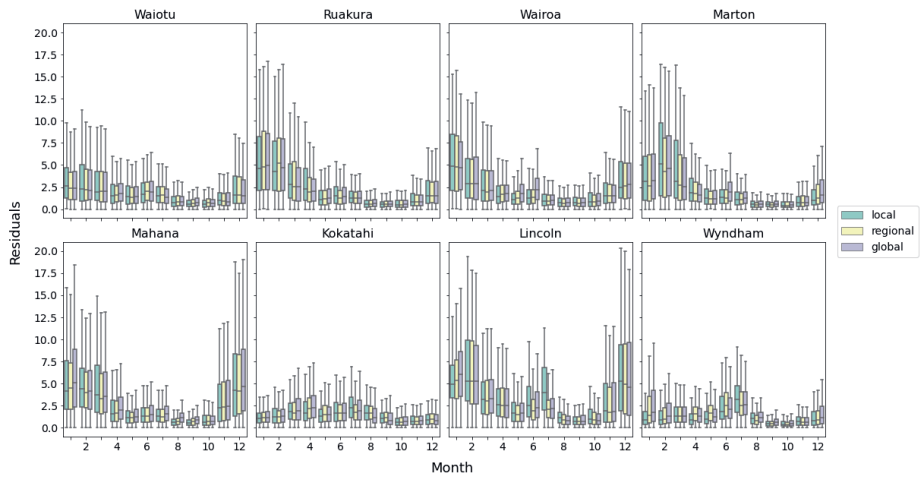 Waiotu Ruakura Wairoa Marton
20.0
17.5
15.0
12.5
10.0
7.5
5.0
2.5
0.0
Residuals
local
regional
global
Mahana Kokatahi Lincoln Wyndham
20.0
17.5
15.0
12.5
10.0
7.5
5.0
2.5
0.0
2 4 6 8 10 12 2 4 6 8 10 12 2 4 6 8 10 12 2 4 6 8 10 12
Month